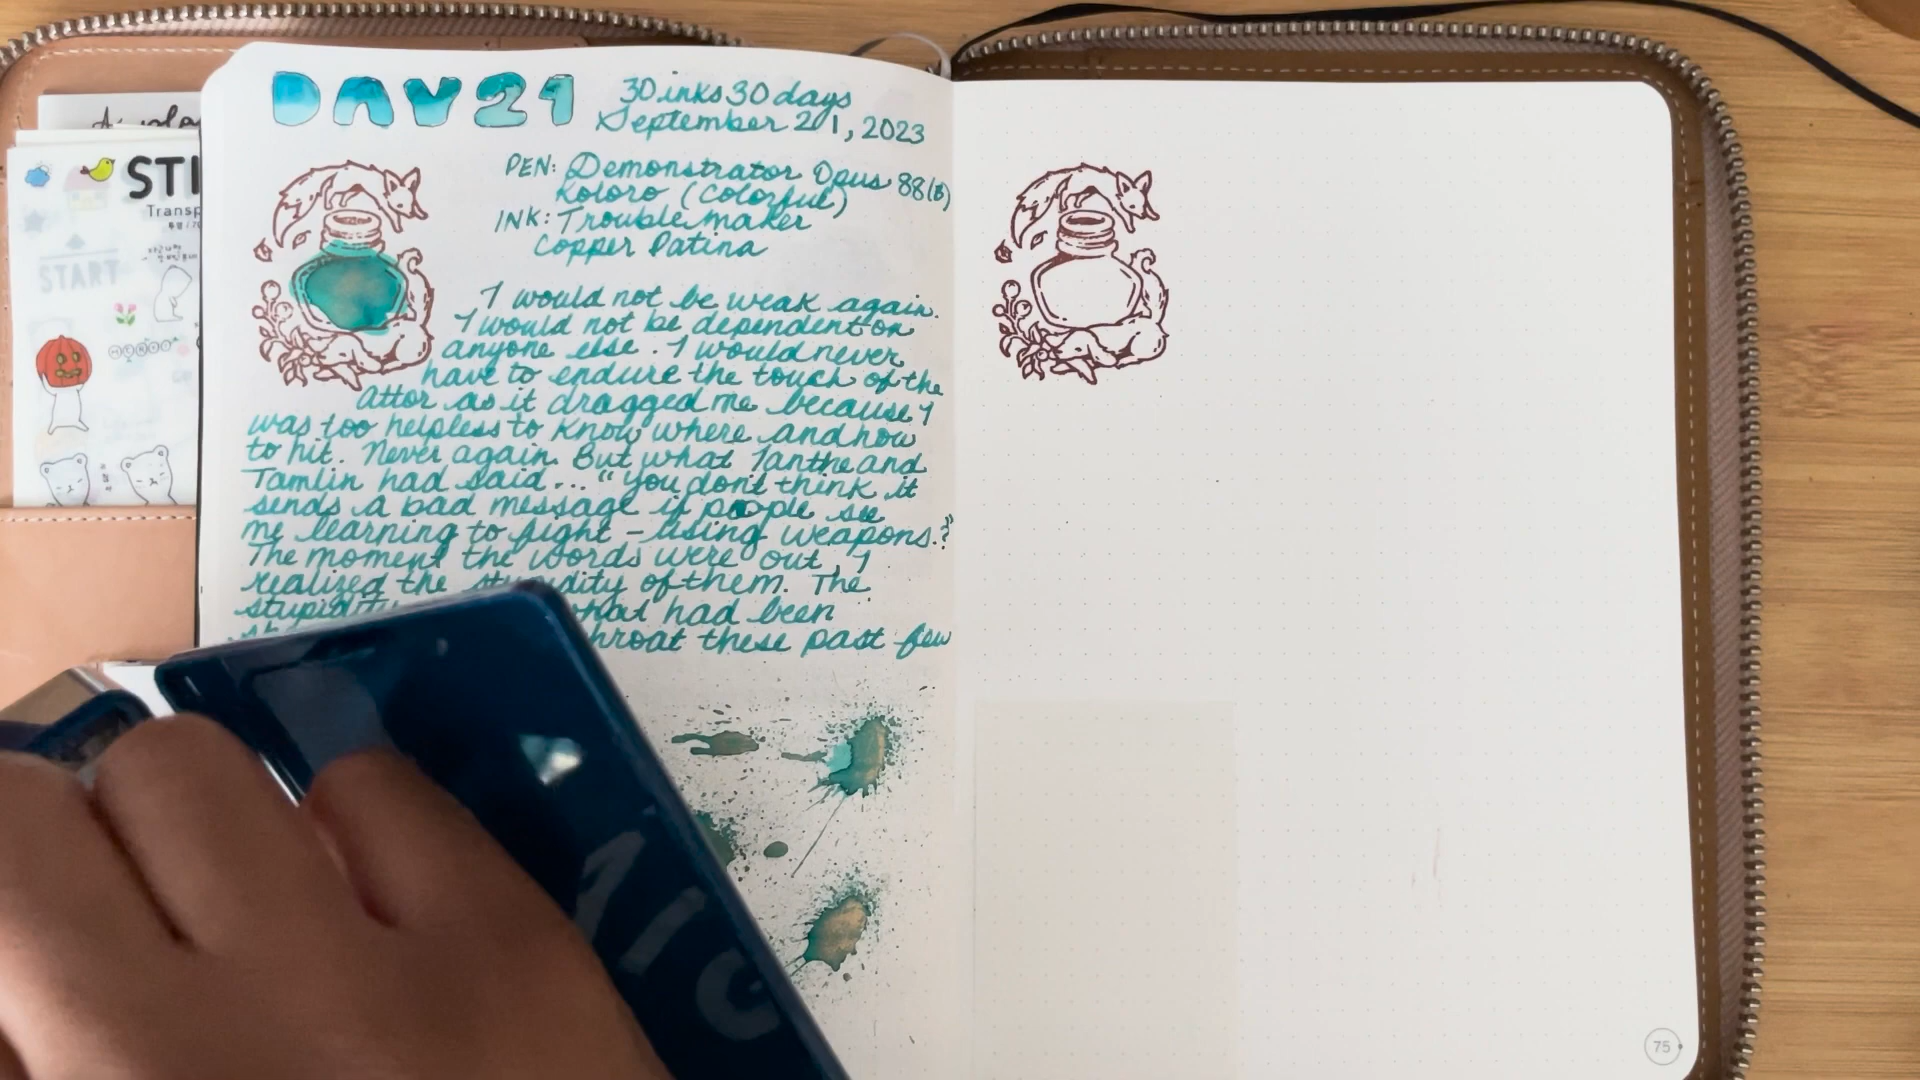 DAY 21
30 inks 30 days
September 21, 2023
PEN: Demonstrator Opus 88 (B)
Koloro (colorful)
INK: Troublemaker
Copper Patina
I would not be weak again.
I would not be dependent on
anyone else. I would never
have to endure the touch of the
attor as it dragged me because I
was too helpless to know where and how
to hit. Never again. But what Ianthe and
Tamlin had said... "You don't think it
sends a bad message if people see
me learning to fight - using weapons?"
The moment the words were out, I
realized the stupidity of them. The
stupidity what had been
throat these past few
STI
Transp
START
75